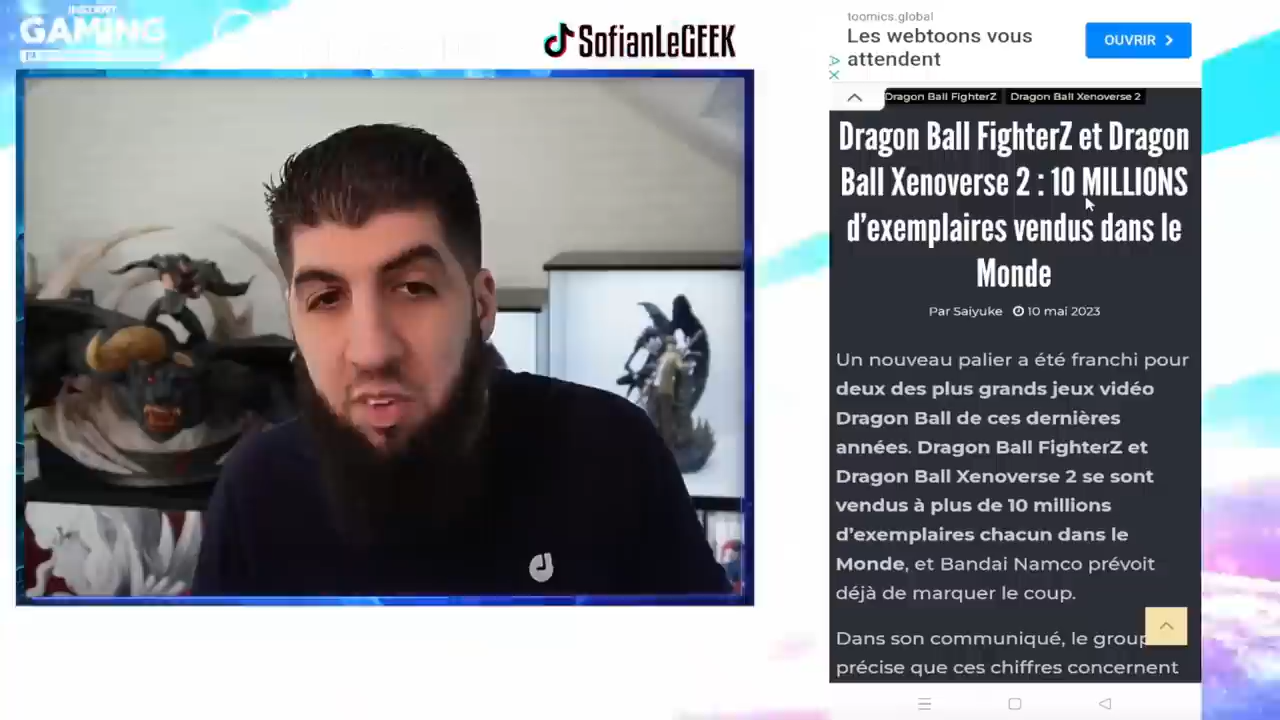 INSTANT
GAMING
SofianLeGEEK
toomics.global
Les webtoons vous
attendent
OUVRIR
Dragon Ball FighterZ
Dragon Ball Xenoverse 2
Dragon Ball FighterZ et Dragon
Ball Xenoverse 2 : 10 MILLIONS
d’exemplaires vendus dans le
Monde
Par Saiyuke 10 mai 2023
Un nouveau palier a été franchi pour
deux des plus grands jeux vidéo
Dragon Ball de ces dernières
années. Dragon Ball FighterZ et
Dragon Ball Xenoverse 2 se sont
vendus à plus de 10 millions
d’exemplaires chacun dans le
Monde, et Bandai Namco prévoit
déjà de marquer le coup.
Dans son communiqué, le group
précise que ces chiffres concernent